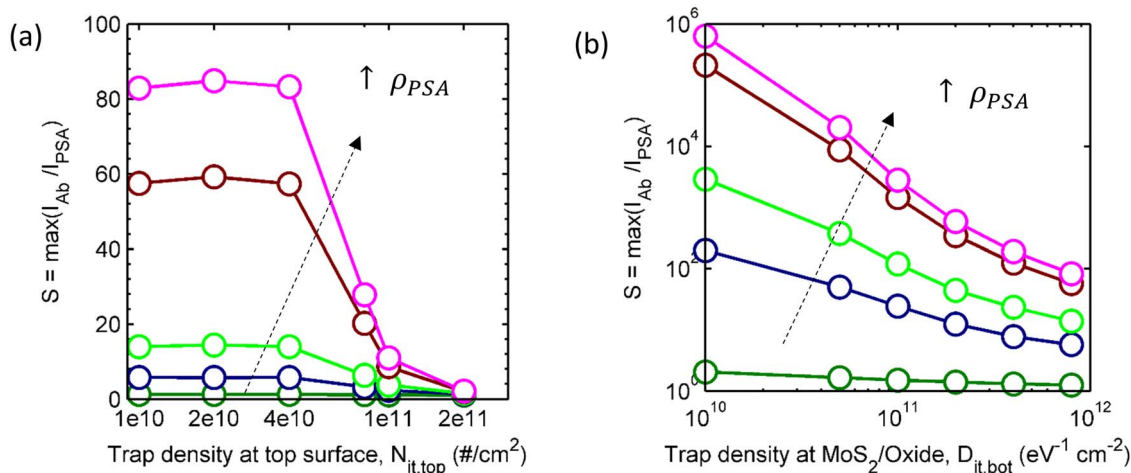 (a)
100
80
60
40
20
0
S = max(I_Ab /I_PSA)
↑ ρ_PSA
1e10 2e10 4e10 1e11 2e11
Trap density at top surface, N_it,top (#/cm²)
(b)
10⁶
10⁴
10²
10⁰
S = max(I_Ab /I_PSA)
↑ ρ_PSA
10¹⁰ 10¹¹ 10¹²
Trap density at MoS₂/Oxide, D_it,bot (eV⁻¹ cm⁻²)